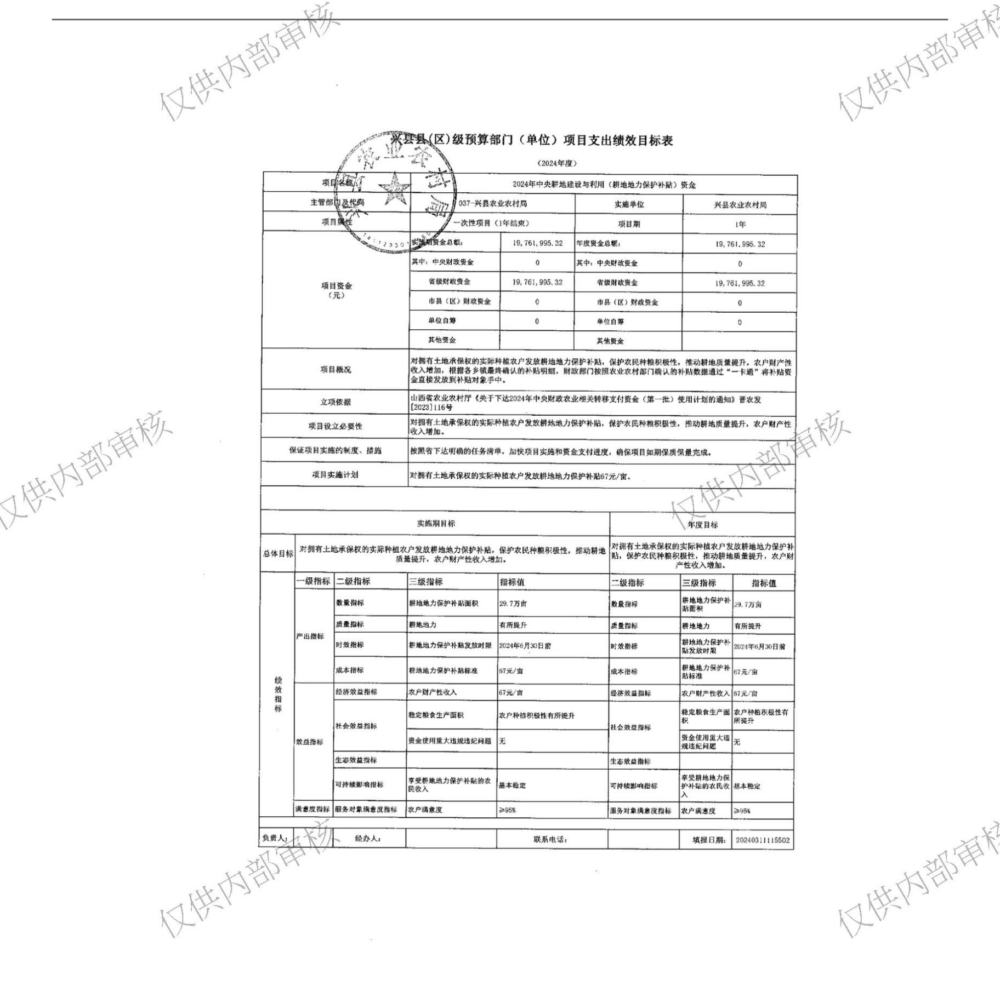 仅供内部审核
仅供内部审核
兴县县(区)级预算部门（单位）项目支出绩效目标表
（2024年度）
项目名称 2024年中央耕地建设与利用（耕地地力保护补贴）资金
主管部门及代码 037-兴县农业农村局 实施单位 兴县农业农村局
项目属性 一次性项目（1年结束） 项目期 1年
项目资金
（元）
实施期资金总额： 19,761,995.32 年度资金总额： 19,761,995.32
其中：中央财政资金 0 其中：中央财政资金 0
省级财政资金 19,761,995.32 省级财政资金 19,761,995.32
市县（区）财政资金 0 市县（区）财政资金 0
单位自筹 0 单位自筹 0
其他资金 其他资金
项目概况
对拥有土地承保权的实际种植农户发放耕地地力保护补贴，保护农民种粮积极性，推动耕地质量提升，农户财产性
收入增加，根据各乡镇最终确认的补贴明细，财政部门按照农业农村部门确认的补贴数据通过“一卡通”将补贴资
金直接发放到补贴对象手中。
立项依据
山西省农业农村厅《关于下达2024年中央财政农业相关转移支付资金（第一批）使用计划的通知》晋农发
[2023]116号
项目设立必要性
对拥有土地承保权的实际种植农户发放耕地地力保护补贴，保护农民种粮积极性，推动耕地质量提升，农户财产性
收入增加。
保证项目实施的制度、措施 按照省下达明确的任务清单，加快项目实施和资金支付进度，确保项目如期保质保量完成。
项目实施计划 对拥有土地承保权的实际种植农户发放耕地地力保护补贴67元/亩。
实施期目标 年度目标
总体目标
对拥有土地承保权的实际种植农户发放耕地地力保护补贴，保护农民种粮积极性，推动耕地
质量提升，农户财产性收入增加。
对拥有土地承保权的实际种植农户发放耕地地力保护补
贴，保护农民种粮积极性，推动耕地质量提升，农户财
产性收入增加。
绩效指标
一级指标 二级指标 三级指标 指标值 二级指标 三级指标 指标值
产出指标
数量指标 耕地地力保护补贴面积 29.7万亩 数量指标 耕地地力保护补
贴面积 29.7万亩
质量指标 耕地地力 有所提升 质量指标 耕地地力 有所提升
时效指标 耕地地力保护补贴发放时限 2024年6月30日前 时效指标 耕地地力保护补
贴发放时限 2024年6月30日前
成本指标 耕地地力保护补贴标准 67元/亩 成本指标 耕地地力保护补
贴标准 67元/亩
效益指标
经济效益指标 农户财产性收入 67元/亩 经济效益指标 农户财产性收入 67元/亩
社会效益指标 稳定粮食生产面积 农户种植积极性有所提升 社会效益指标 稳定粮食生产面
积 农户种植积极性有
所提升
资金使用重大违规违纪问题 无 资金使用重大违
规违纪问题 无
生态效益指标 生态效益指标
可持续影响指标 享受耕地地力保护补贴的农
民收入 基本稳定 可持续影响指标 享受耕地地力保
护补贴的农民收
入 基本稳定
满意度指标 服务对象满意度指标 农户满意度 ≥95% 服务对象满意度指标 农户满意度 ≥95%
负责人： 经办人： 联系电话： 填报日期： 20240311115502
仅供内部审核
仅供内部审核
仅供内部审核
仅供内部审核